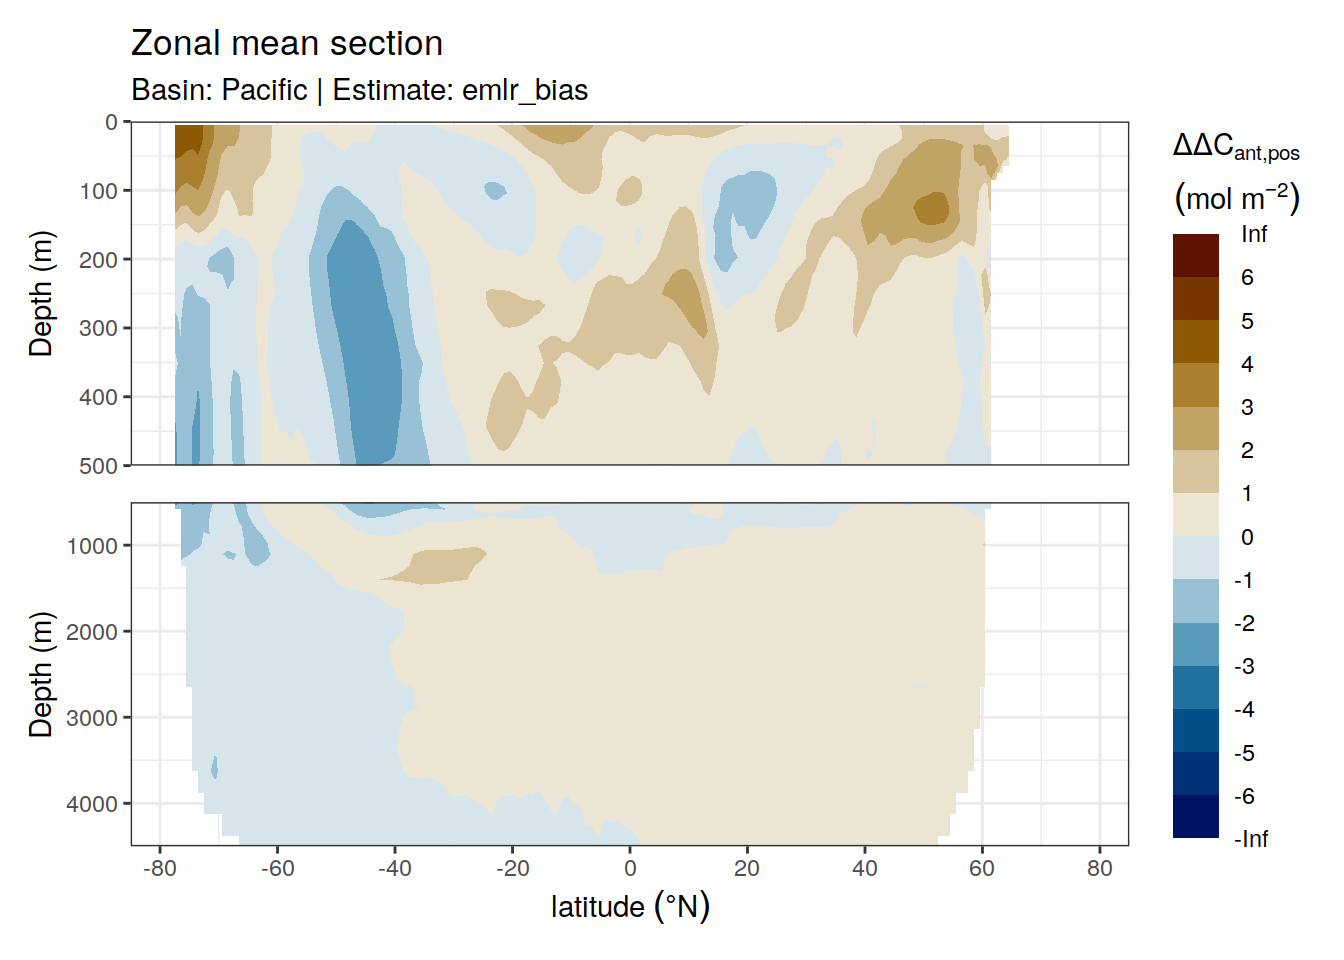 Zonal mean section
Basin: Pacific | Estimate: emlr_bias
0
100
200
300
400
500
Depth (m)
1000
2000
3000
4000
Depth (m)
-80 -60 -40 -20 0 20 40 60 80
latitude (°N)
ΔΔC_ant,pos
(mol m⁻²)
Inf
6
5
4
3
2
1
0
-1
-2
-3
-4
-5
-6
-Inf